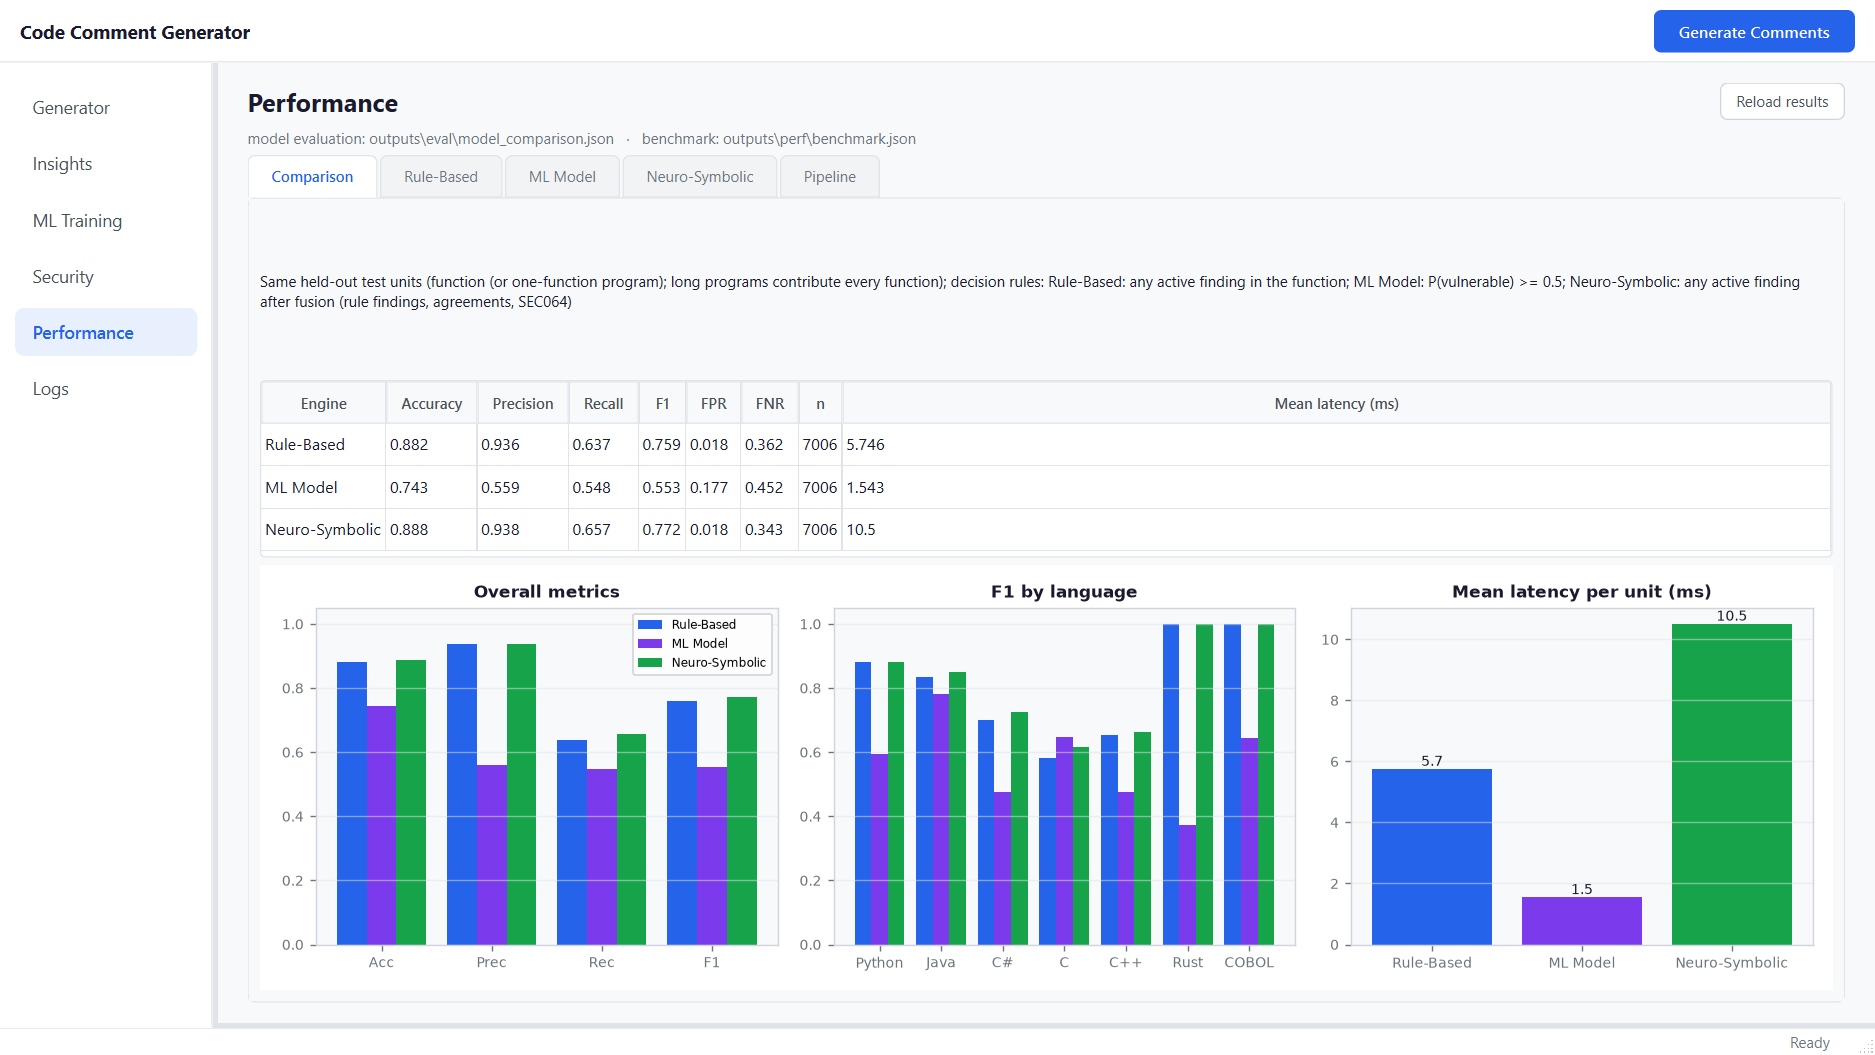 Code Comment Generator
Generate Comments
Generator
Insights
ML Training
Security
Performance
Logs
Performance
Reload results
model evaluation: outputs\eval\model_comparison.json · benchmark: outputs\perf\benchmark.json
Comparison Rule-Based ML Model Neuro-Symbolic Pipeline
Same held-out test units (function (or one-function program); long programs contribute every function); decision rules: Rule-Based: any active finding in the function; ML Model: P(vulnerable) >= 0.5; Neuro-Symbolic: any active finding
after fusion (rule findings, agreements, SEC064)
Engine Accuracy Precision Recall F1 FPR FNR n Mean latency (ms)
Rule-Based 0.882 0.936 0.637 0.759 0.018 0.362 7006 5.746
ML Model 0.743 0.559 0.548 0.553 0.177 0.452 7006 1.543
Neuro-Symbolic 0.888 0.938 0.657 0.772 0.018 0.343 7006 10.5
Overall metrics
1.0
0.8
0.6
0.4
0.2
0.0
Rule-Based
ML Model
Neuro-Symbolic
Acc Prec Rec F1
F1 by language
1.0
0.8
0.6
0.4
0.2
0.0
Python Java C# C C++ Rust COBOL
Mean latency per unit (ms)
10
8
6
4
2
0
5.7
1.5
10.5
Rule-Based ML Model Neuro-Symbolic
Ready